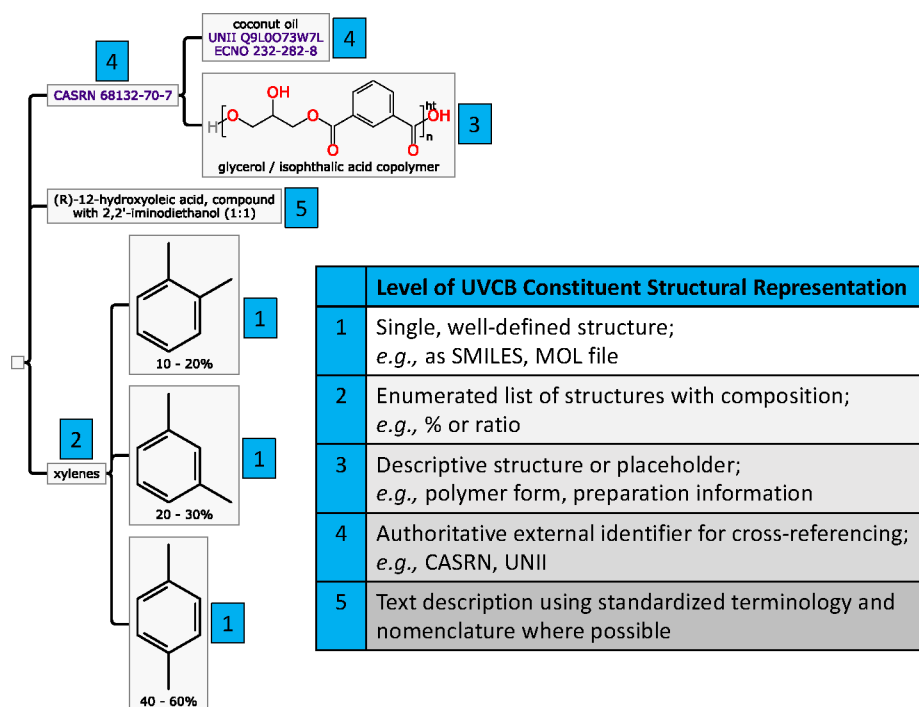 coconut oil
UNII Q9L0O73W7L
ECNO 232-282-8
4
4
CASRN 68132-70-7
H
O
OH
O
O
O
ht
n
OH
3
glycerol / isophthalic acid copolymer
(R)-12-hydroxyoleic acid, compound
with 2,2'-iminodiethanol (1:1)
5
1
10 - 20%
2
xylenes
1
20 - 30%
1
40 - 60%
Level of UVCB Constituent Structural Representation
1
Single, well-defined structure;
e.g., as SMILES, MOL file
2
Enumerated list of structures with composition;
e.g., % or ratio
3
Descriptive structure or placeholder;
e.g., polymer form, preparation information
4
Authoritative external identifier for cross-referencing;
e.g., CASRN, UNII
5
Text description using standardized terminology and
nomenclature where possible